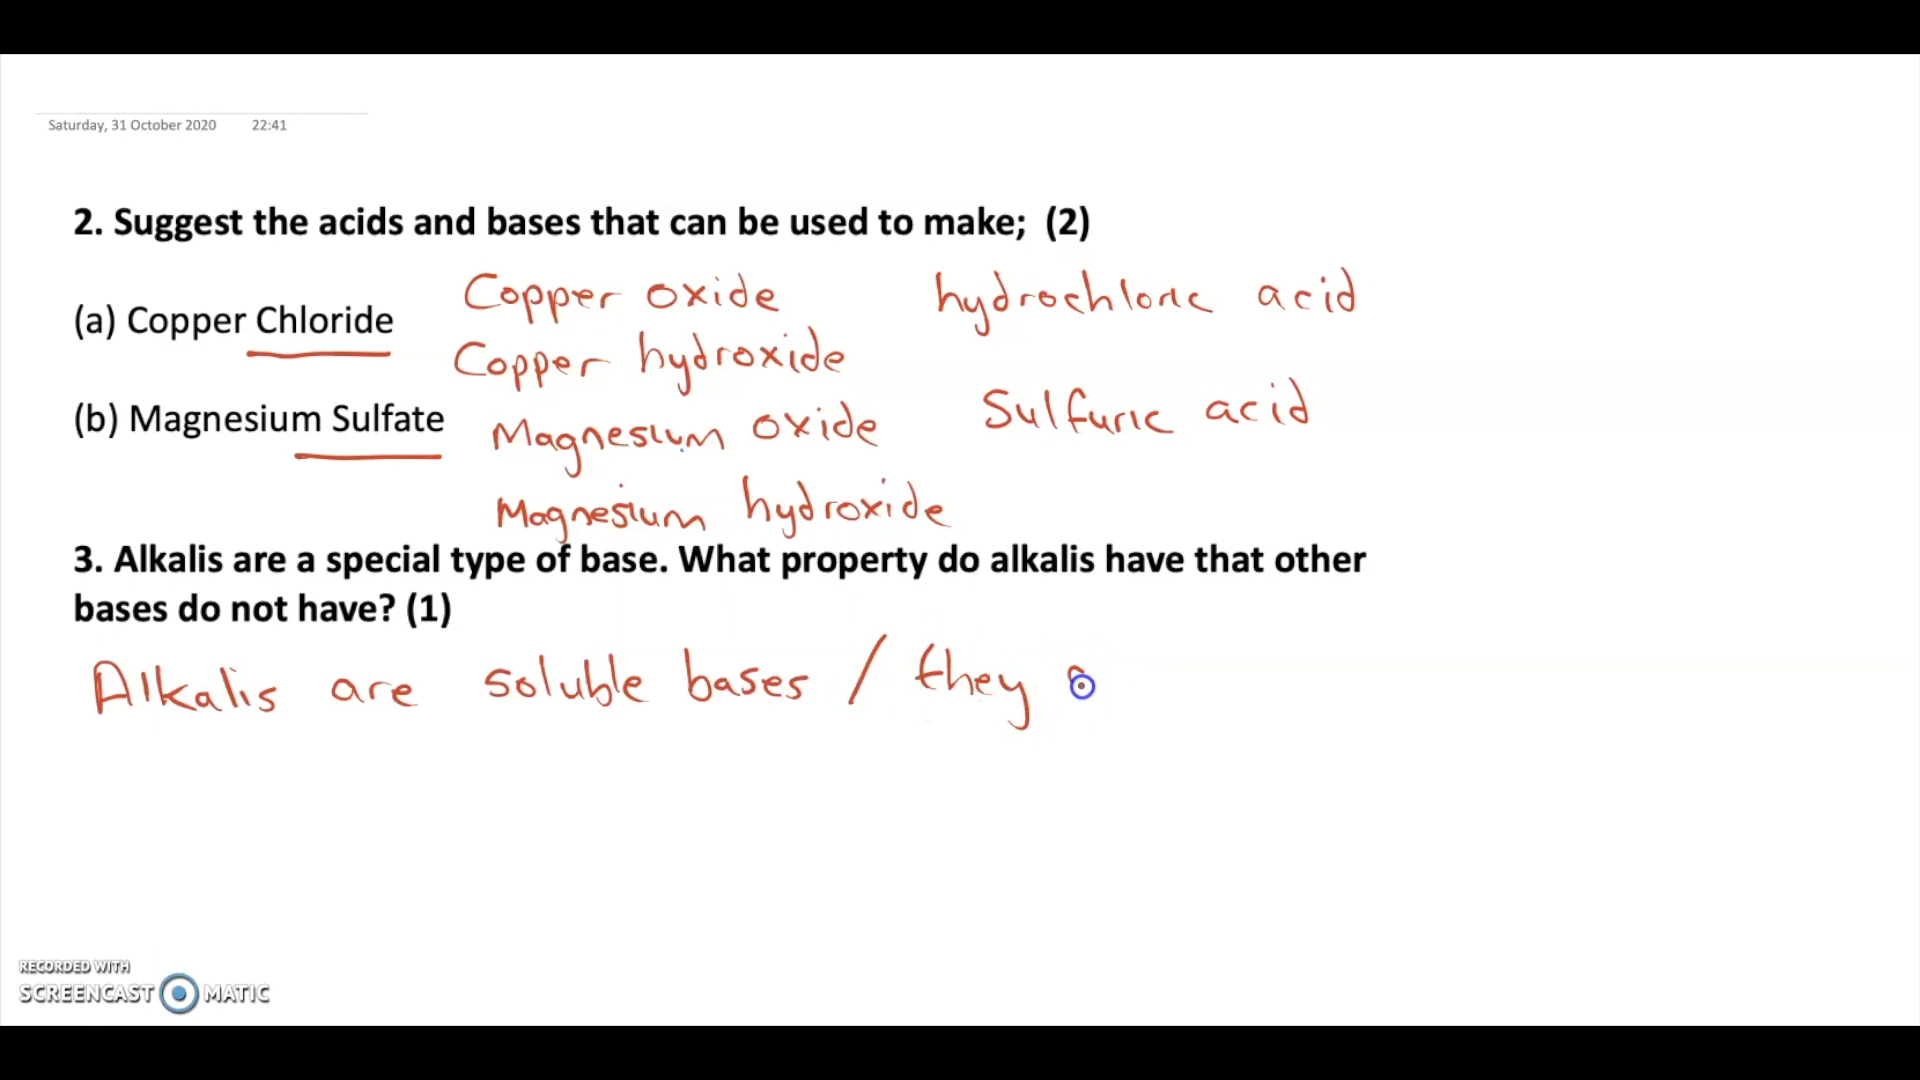 Saturday, 31 October 2020 22:41
2. Suggest the acids and bases that can be used to make; (2)
(a) Copper Chloride
Copper oxide hydrochloric acid
Copper hydroxide
(b) Magnesium Sulfate
Magnesium oxide Sulfuric acid
Magnesium hydroxide
3. Alkalis are a special type of base. What property do alkalis have that other
bases do not have? (1)
Alkalis are soluble bases / they
RECORDED WITH
SCREENCAST MATIC